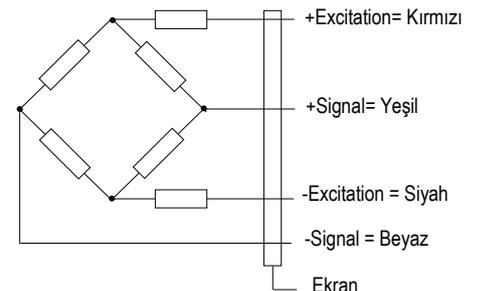 +Excitation= Kırmızı
+Signal= Yeşil
-Excitation = Siyah
-Signal = Beyaz
Ekran